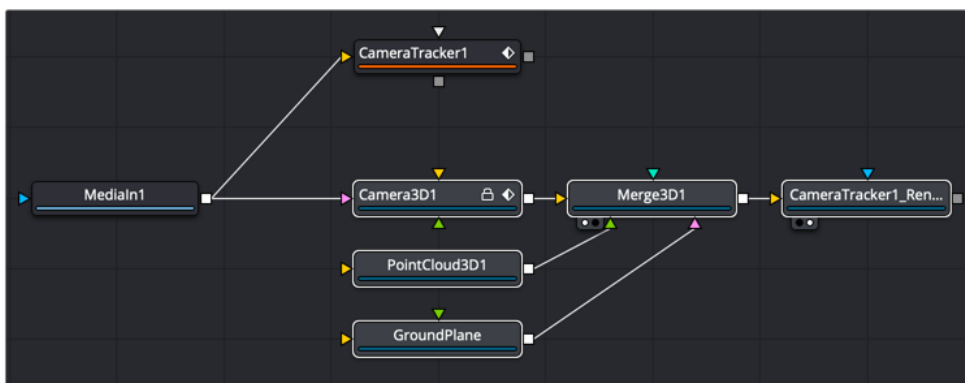 CameraTracker1
MediaIn1
Camera3D1
Merge3D1
CameraTracker1_Ren...
PointCloud3D1
GroundPlane